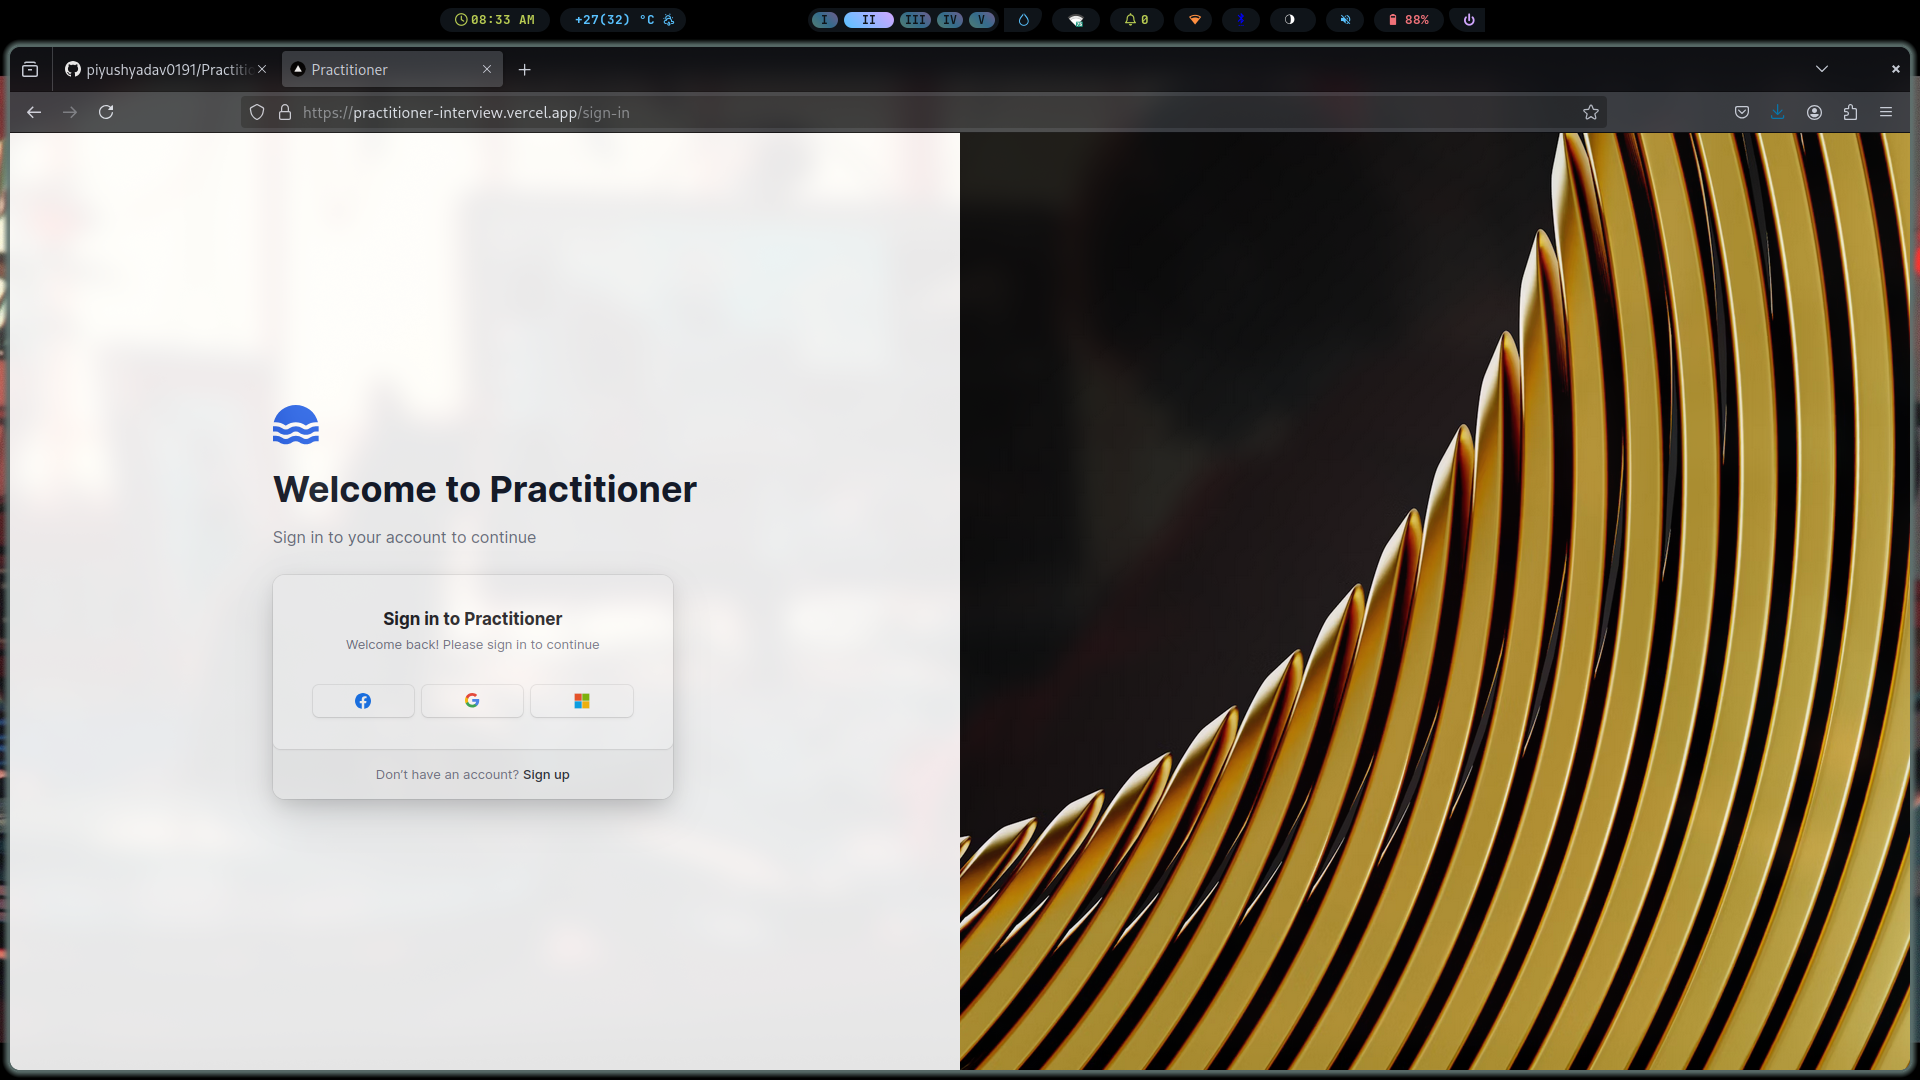 08:33 AM
+27(32) °C
I II III IV V
0
88%
piyushyadav0191/Practitio
Practitioner
https://practitioner-interview.vercel.app/sign-in
Welcome to Practitioner
Sign in to your account to continue
Sign in to Practitioner
Welcome back! Please sign in to continue
Don't have an account? Sign up